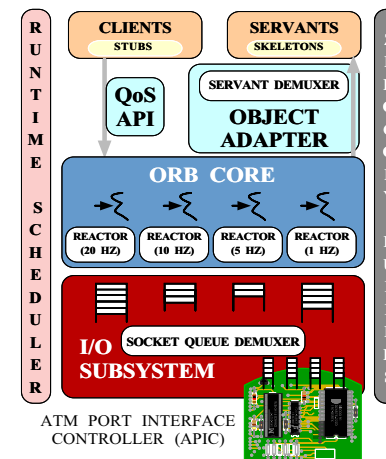 RUNTIME SCHEDULER
CLIENTS
STUBS
SERVANTS
SKELETONS
QoS
API
SERVANT DEMUXER
OBJECT
ADAPTER
ORB CORE
REACTOR
(20 HZ)
REACTOR
(10 HZ)
REACTOR
(5 HZ)
REACTOR
(1 HZ)
SOCKET QUEUE DEMUXER
I/O
SUBSYSTEM
ATM PORT INTERFACE
CONTROLLER (APIC)